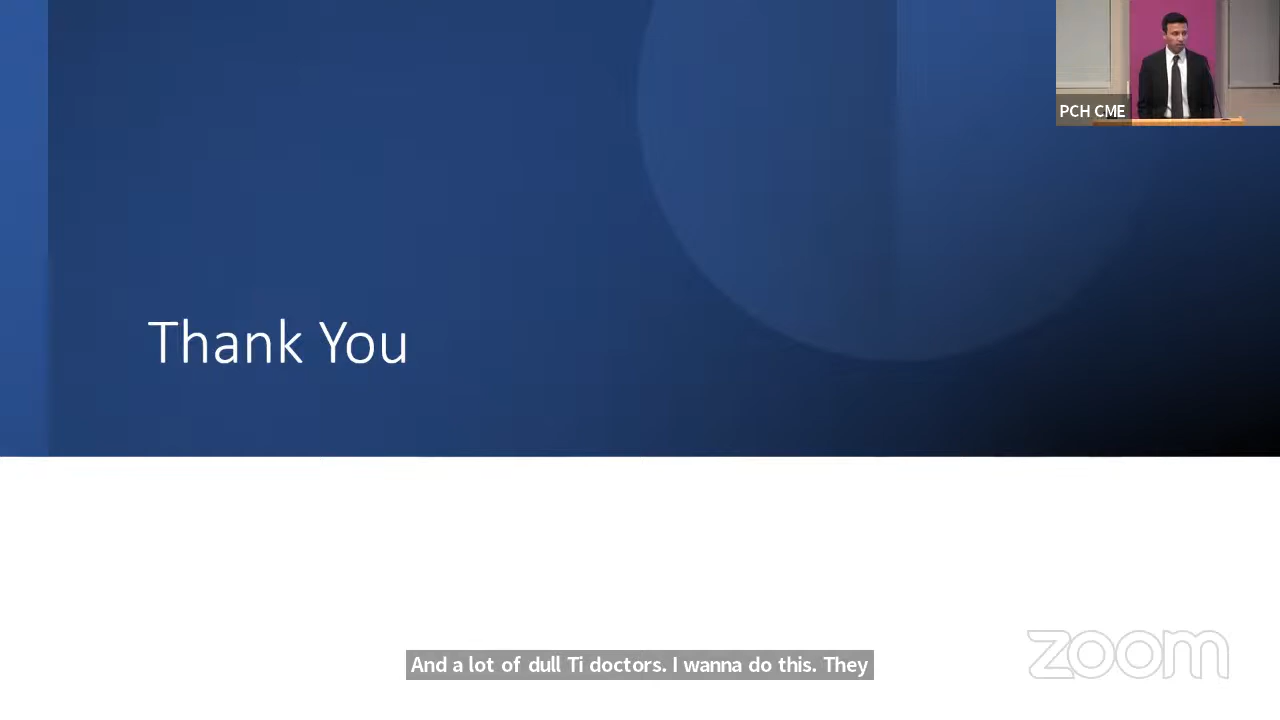 PCH CME
Thank You
And a lot of dull Ti doctors. I wanna do this. They
zoom